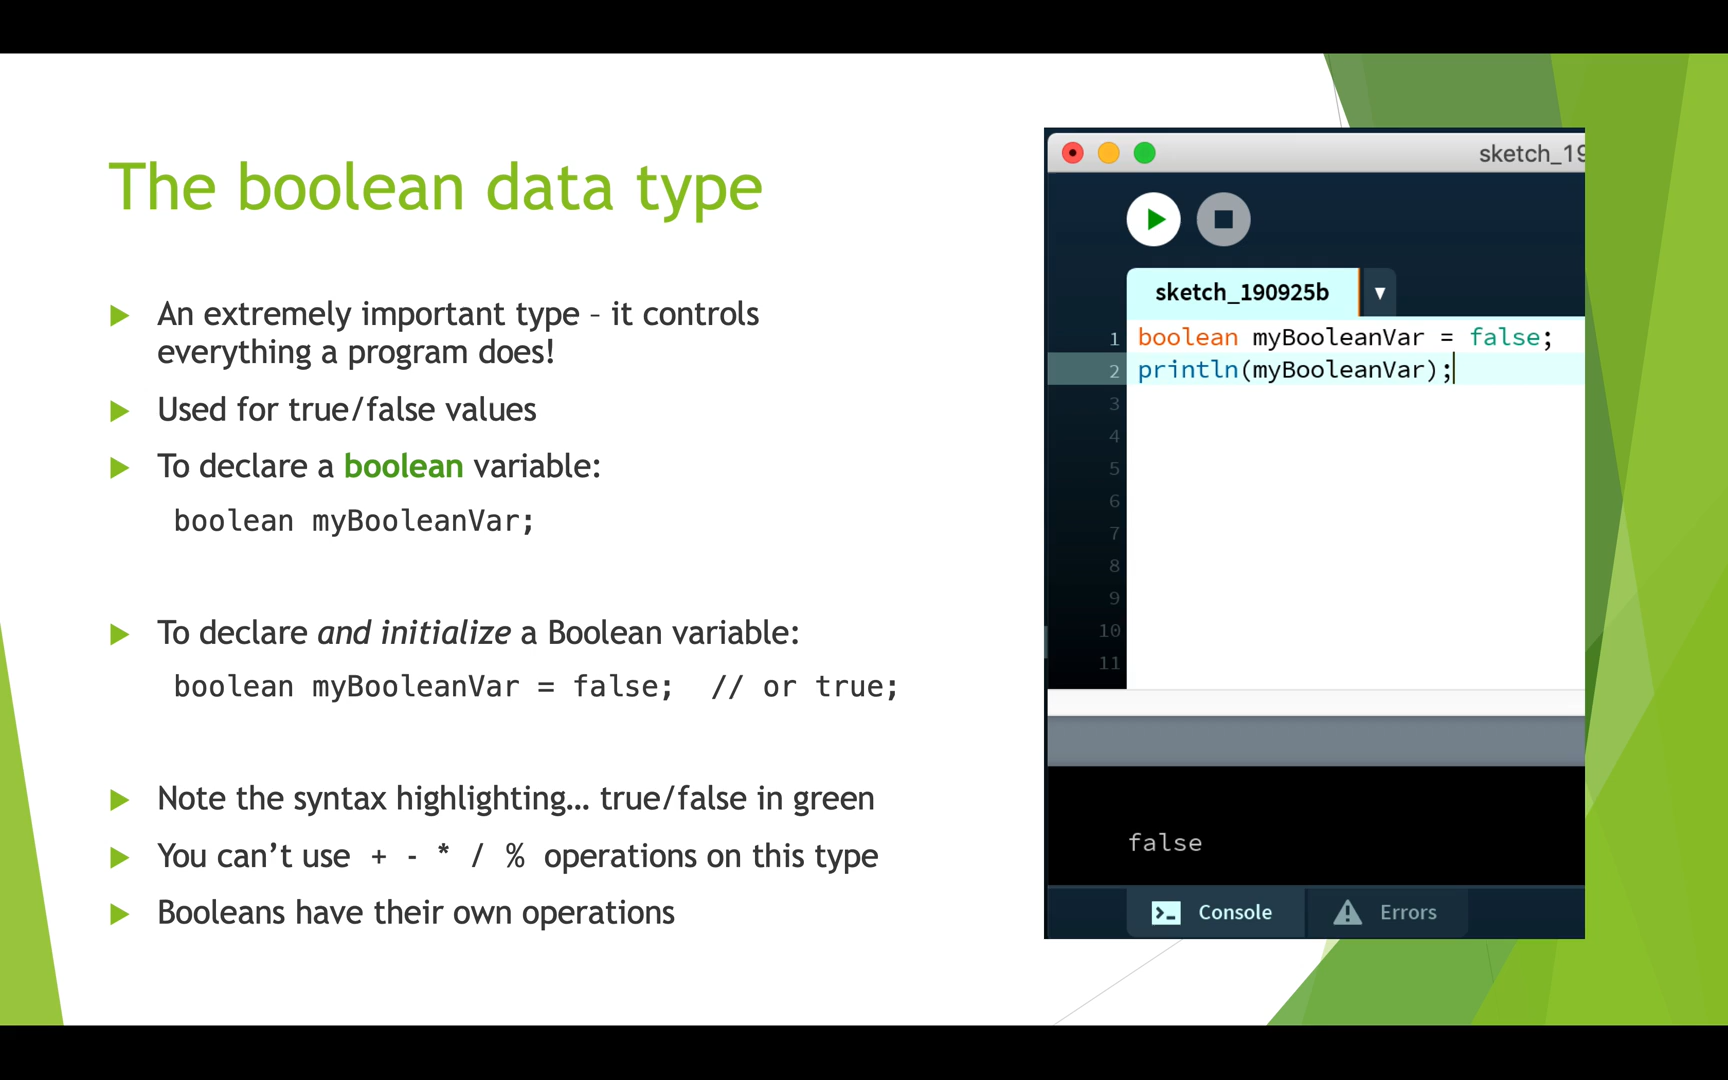 The boolean data type
An extremely important type – it controls
everything a program does!
Used for true/false values
To declare a boolean variable:
boolean myBooleanVar;
To declare and initialize a Boolean variable:
boolean myBooleanVar = false;  // or true;
Note the syntax highlighting… true/false in green
You can’t use + - * / % operations on this type
Booleans have their own operations
sketch_19
sketch_190925b
1 boolean myBooleanVar = false;
2 println(myBooleanVar);
3
4
5
6
7
8
9
10
11
false
Console Errors